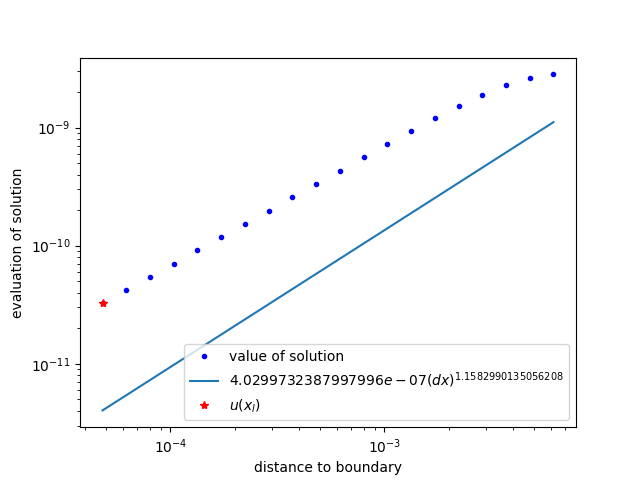 evaluation of solution
10⁻⁹
10⁻¹⁰
10⁻¹¹
value of solution
4.0299732387997996e − 07(dx)^1.1582990135056208
u(x_l)
10⁻⁴
10⁻³
distance to boundary